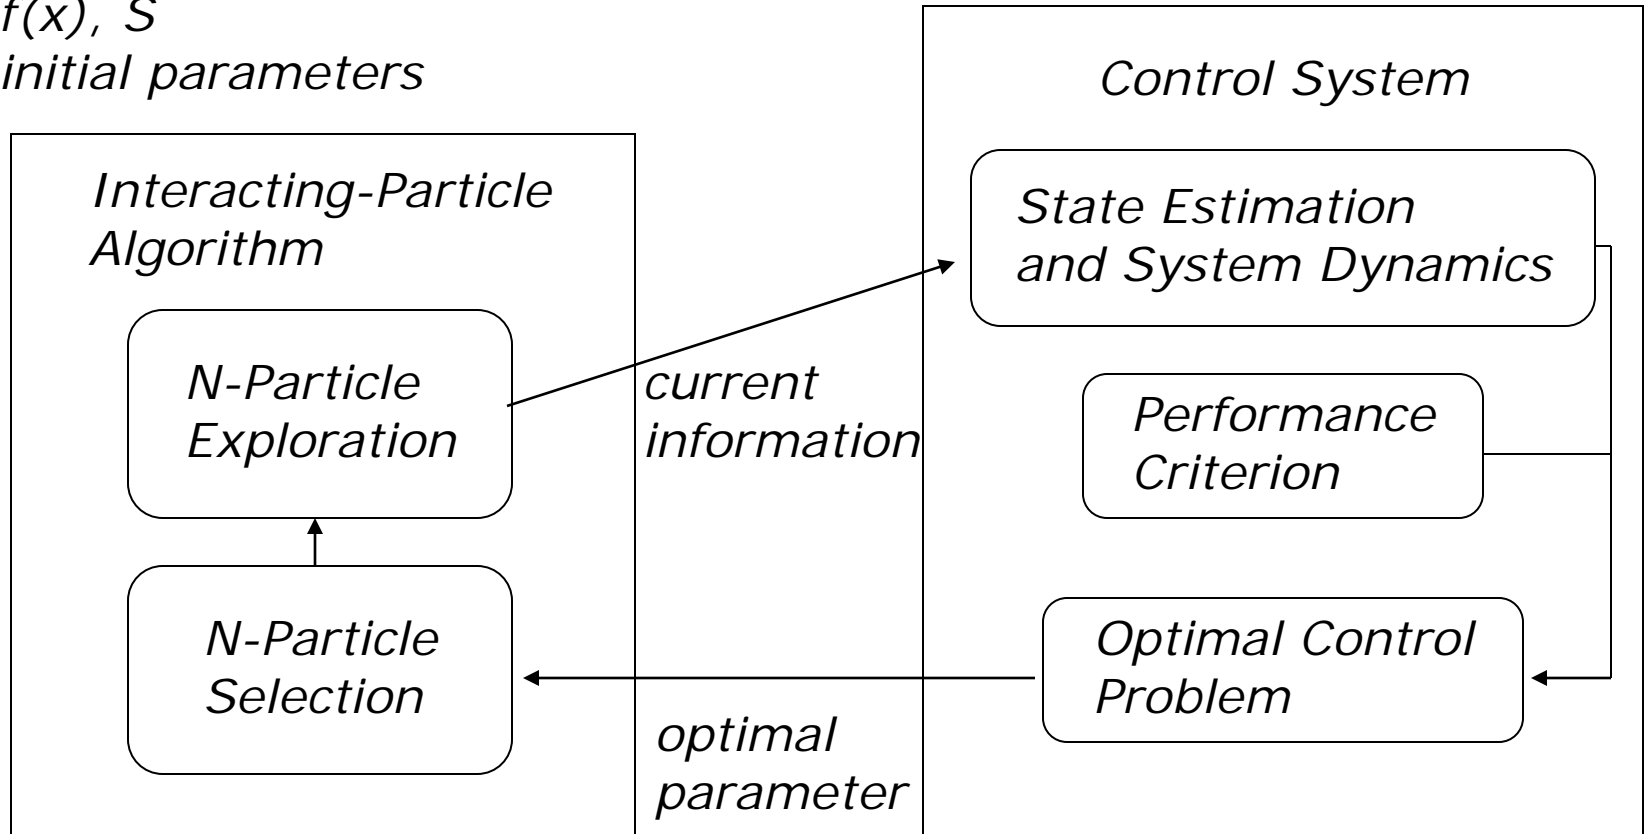 f(x), S
initial parameters
Control System
Interacting-Particle
Algorithm
State Estimation
and System Dynamics
N-Particle
Exploration
current
information
Performance
Criterion
N-Particle
Selection
Optimal Control
Problem
optimal
parameter